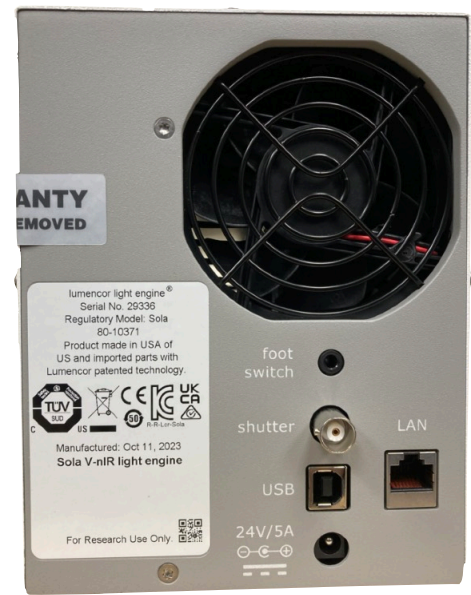 ANTY
EMOVED
lumencor light engine®
Serial No. 29336
Regulatory Model: Sola
80-10371
Product made in USA of
US and imported parts with
Lumencor patented technology.
TÜV
SÜD
C US
CE
50
UK
CA
R-R-Lor-Sola
Manufactured: Oct 11, 2023
Sola V-nIR light engine
For Research Use Only.
foot
switch
shutter
LAN
USB
24V/5A